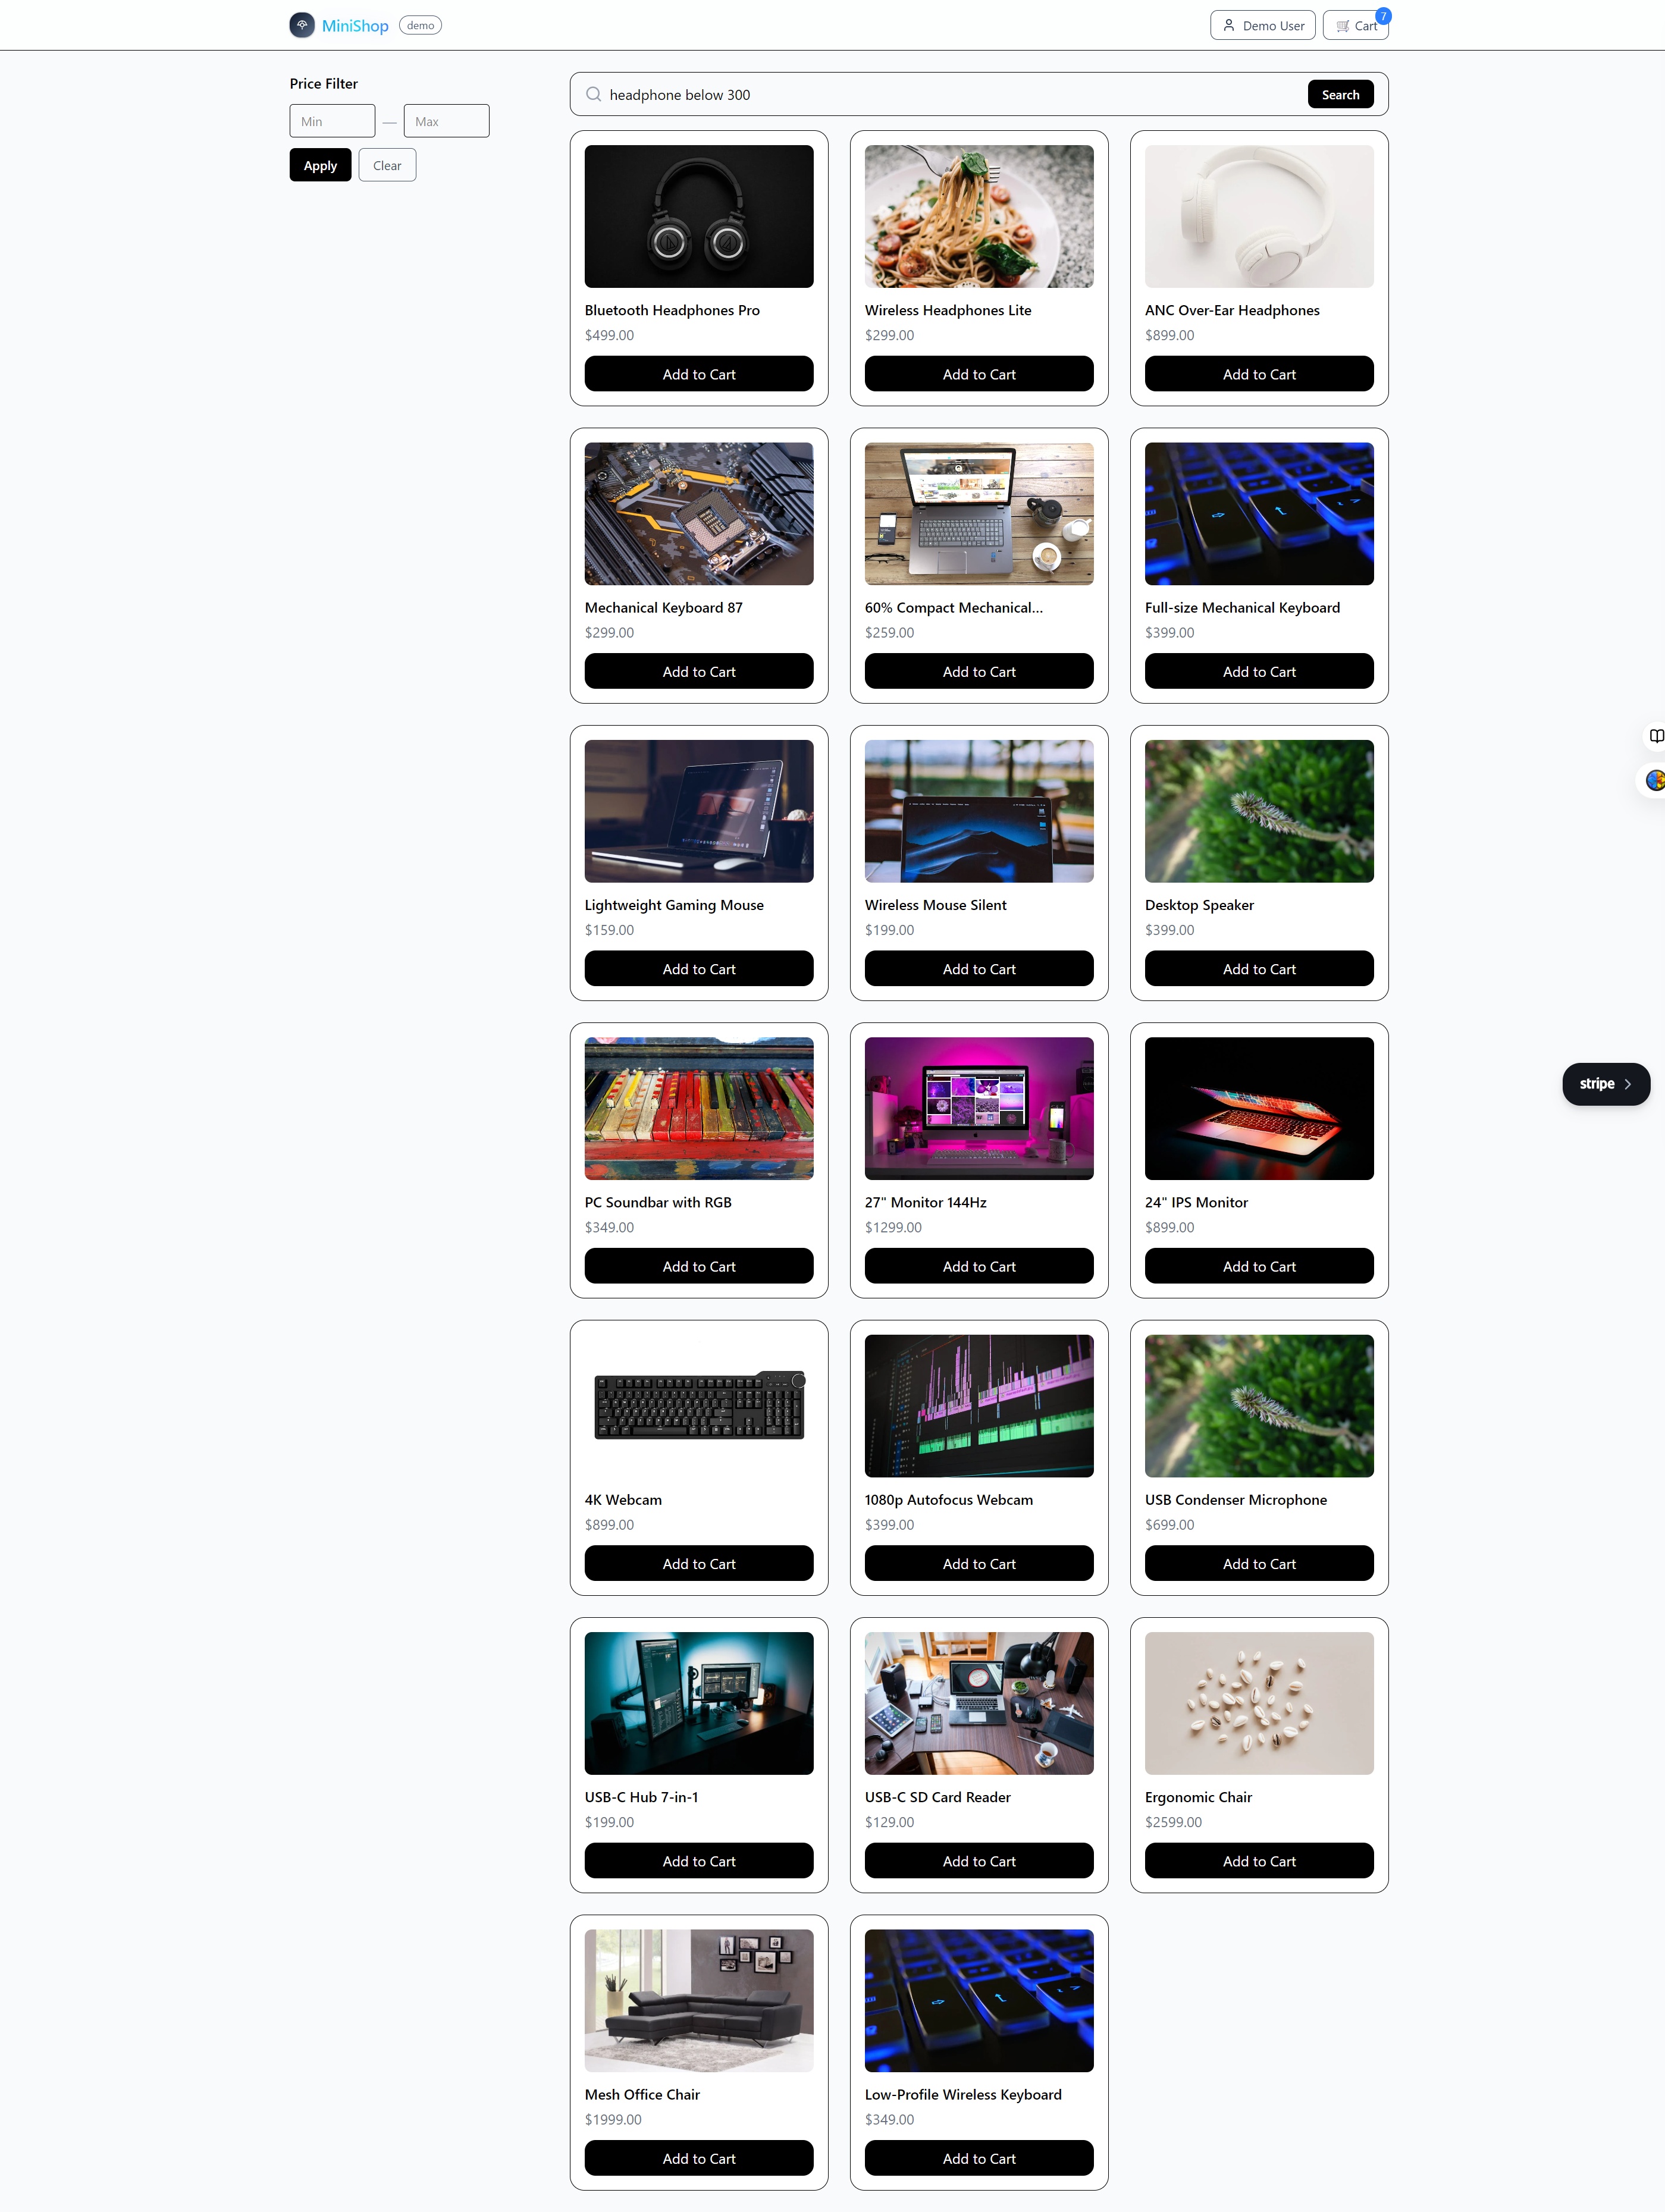 MiniShop
demo
Demo User
Cart
7
Price Filter
Min
—
Max
Apply
Clear
headphone below 300
Search
Bluetooth Headphones Pro
$499.00
Add to Cart
Wireless Headphones Lite
$299.00
Add to Cart
ANC Over-Ear Headphones
$899.00
Add to Cart
Mechanical Keyboard 87
$299.00
Add to Cart
60% Compact Mechanical...
$259.00
Add to Cart
Full-size Mechanical Keyboard
$399.00
Add to Cart
Lightweight Gaming Mouse
$159.00
Add to Cart
Wireless Mouse Silent
$199.00
Add to Cart
Desktop Speaker
$399.00
Add to Cart
PC Soundbar with RGB
$349.00
Add to Cart
27" Monitor 144Hz
$1299.00
Add to Cart
24" IPS Monitor
$899.00
Add to Cart
stripe
4K Webcam
$899.00
Add to Cart
1080p Autofocus Webcam
$399.00
Add to Cart
USB Condenser Microphone
$699.00
Add to Cart
USB-C Hub 7-in-1
$199.00
Add to Cart
USB-C SD Card Reader
$129.00
Add to Cart
Ergonomic Chair
$2599.00
Add to Cart
Mesh Office Chair
$1999.00
Add to Cart
Low-Profile Wireless Keyboard
$349.00
Add to Cart